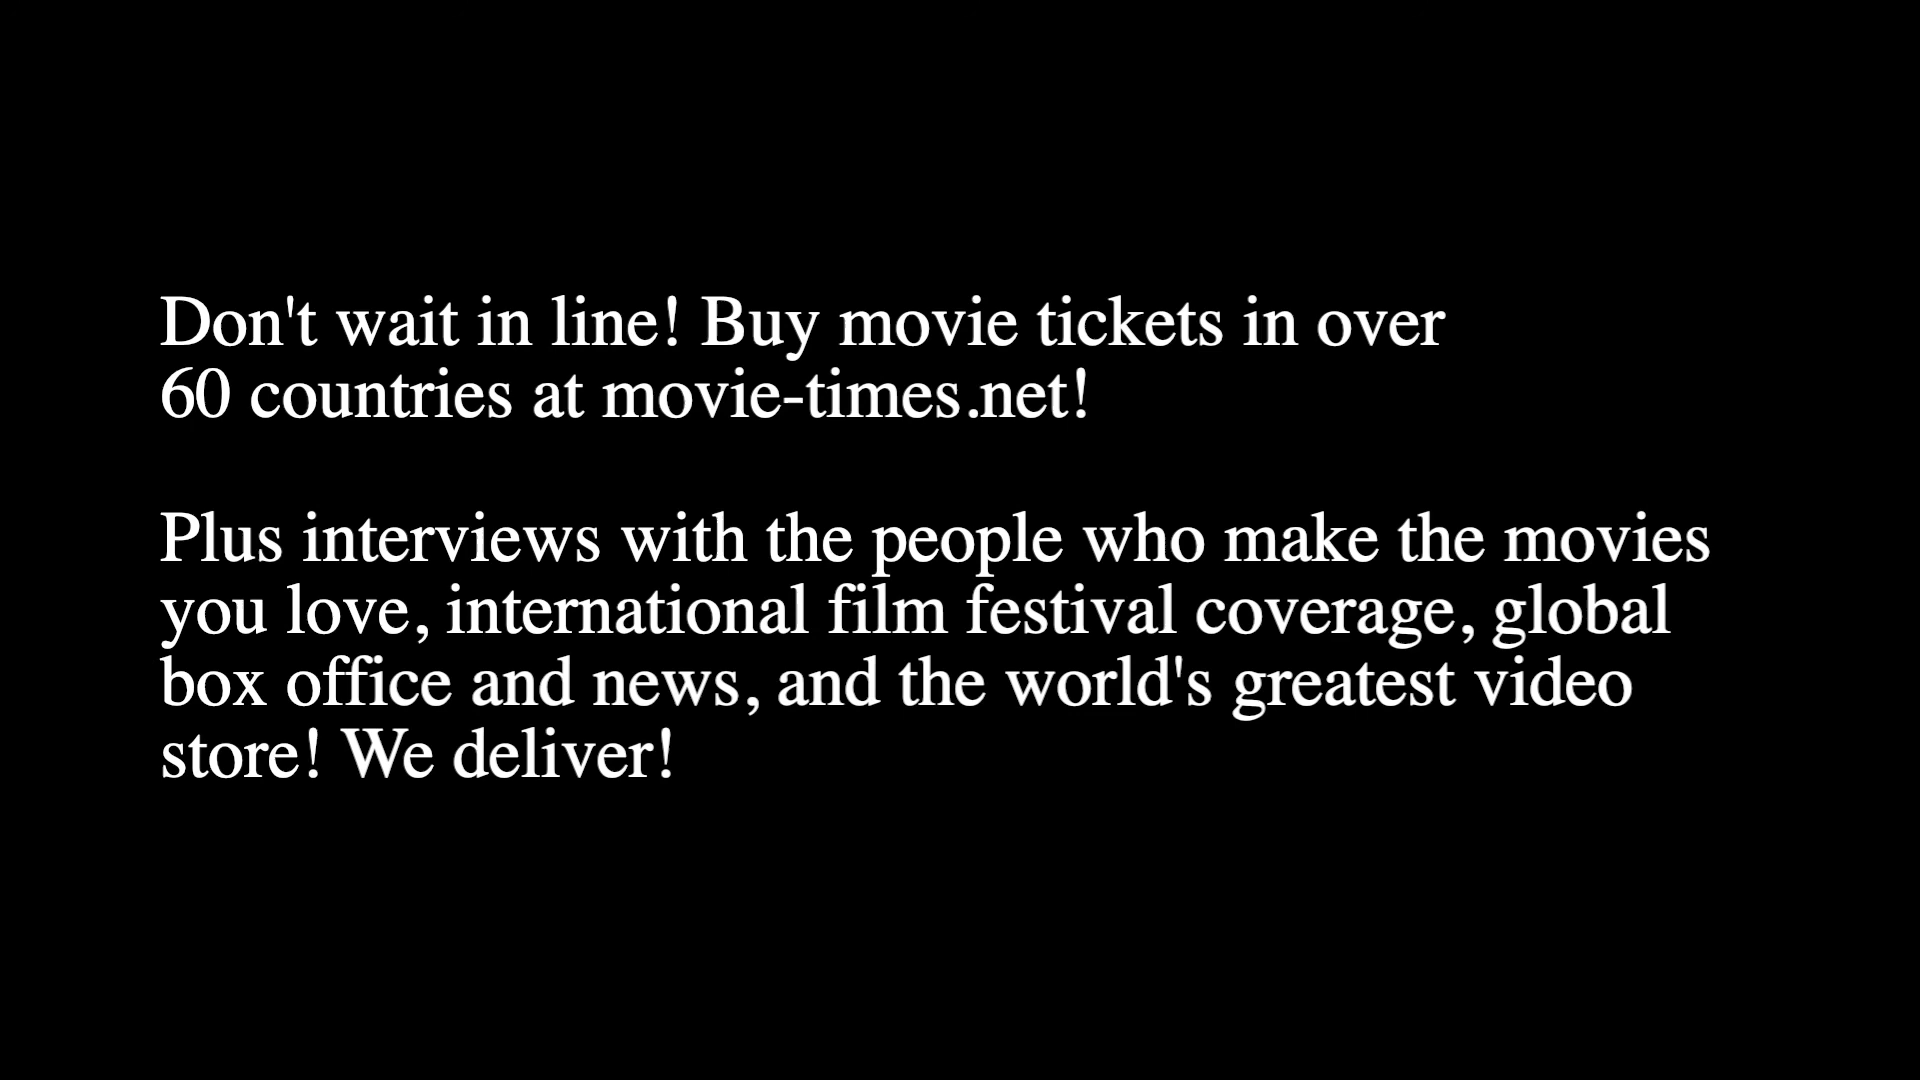 Don't wait in line! Buy movie tickets in over
60 countries at movie-times.net!
Plus interviews with the people who make the movies
you love, international film festival coverage, global
box office and news, and the world's greatest video
store! We deliver!